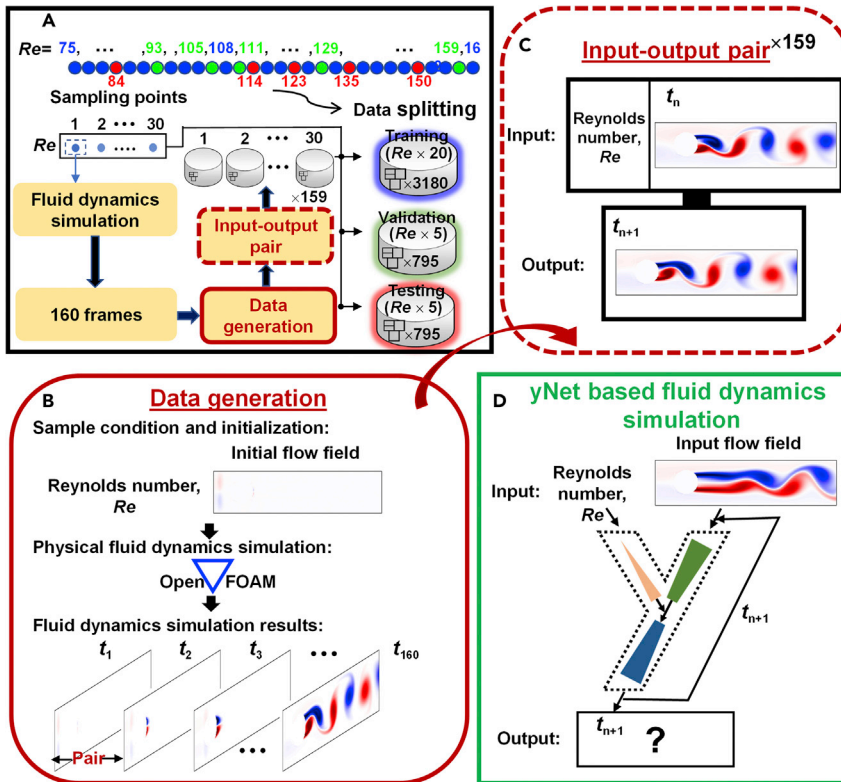 A
Re= 75, ... ,93, ,105,108,111, ... ,129, ... ,159,16
84 114 123 135 150
Sampling points
Data splitting
Re
1 2 ... 30
1 2 ... 30
×159
Fluid dynamics
simulation
160 frames
Input-output
pair
Data
generation
Training
(Re × 20)
×3180
Validation
(Re × 5)
×795
Testing
(Re × 5)
×795
C
Input-output pair×159
Input:
Reynolds
number,
Re
tn
tn+1
Output:
B
Data generation
Sample condition and initialization:
Initial flow field
Reynolds number,
Re
Physical fluid dynamics simulation:
Open FOAM
Fluid dynamics simulation results:
t1 t2 t3 ... t160
Pair
...
D
yNet based fluid dynamics
simulation
Input flow field
Input:
Reynolds
number,
Re
tn+1
tn+1
Output:
?